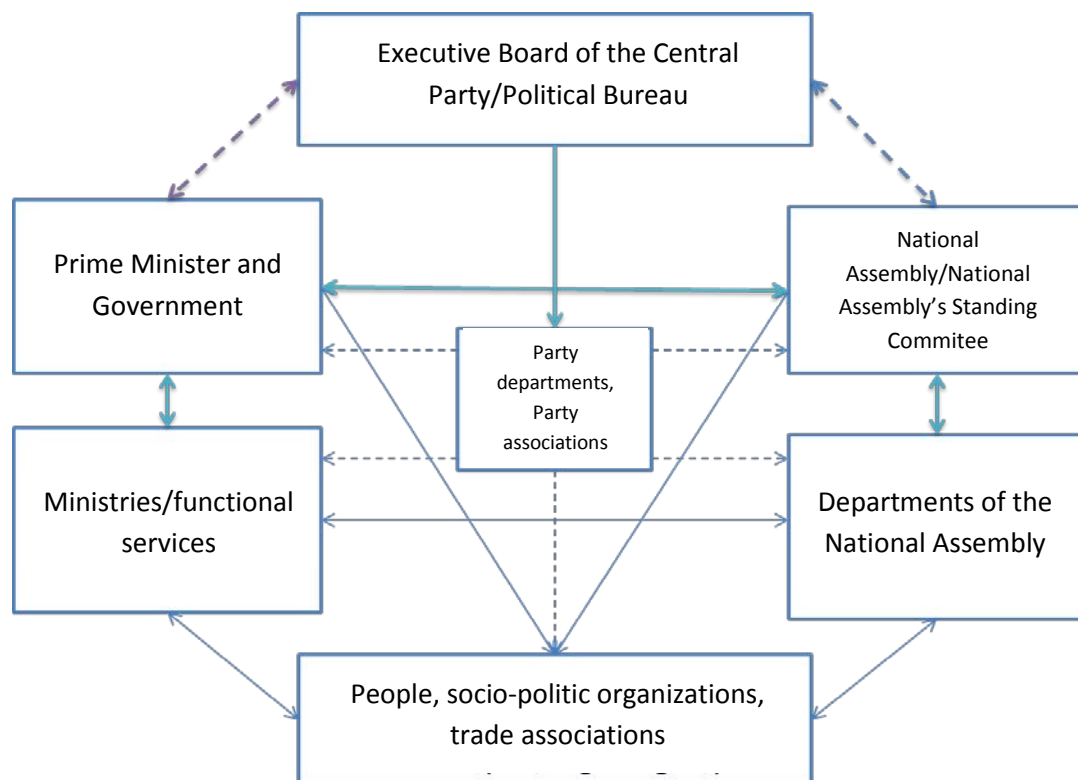 Executive Board of the Central
Party/Political Bureau
Prime Minister and
Government
National
Assembly/National
Assembly’s Standing
Commitee
Party
departments,
Party
associations
Ministries/functional
services
Departments of the
National Assembly
People, socio-politic organizations,
trade associations